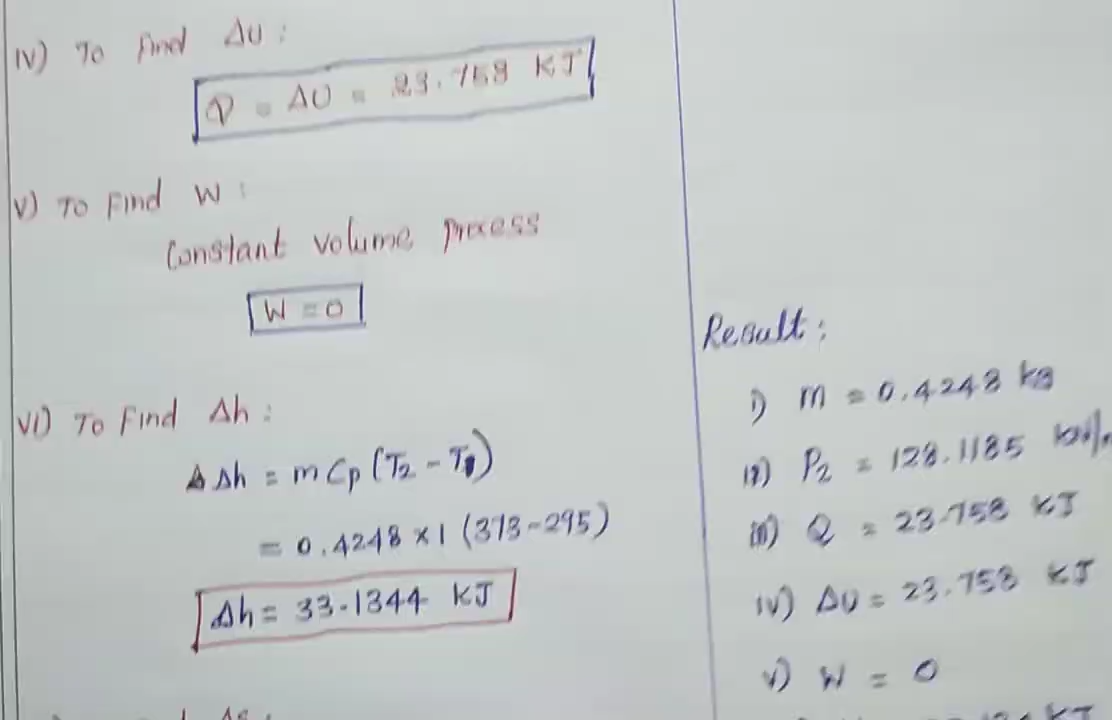 IV) To Find ΔU :
Q = ΔU = 23.758 KJ
V) To Find W :
Constant volume process
W = 0
VI) To Find Δh :
Δh = m Cp (T2 - T1)
= 0.4248 x 1 (373-295)
Δh = 33.1344 KJ
Result :
i) m = 0.4248 kg
ii) P2 = 128.1185
iii) Q = 23.758 KJ
IV) ΔU = 23.758 KJ
V) W = 0
KJ